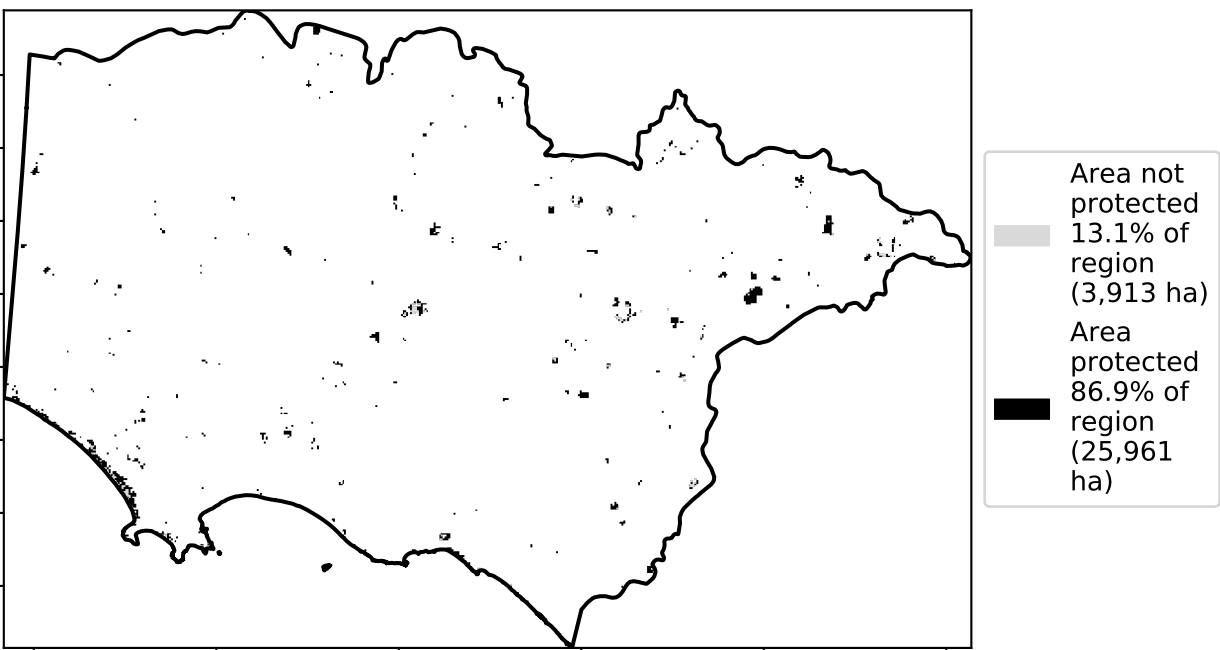 Area not
protected
13.1% of
region
(3,913 ha)
Area
protected
86.9% of
region
(25,961
ha)